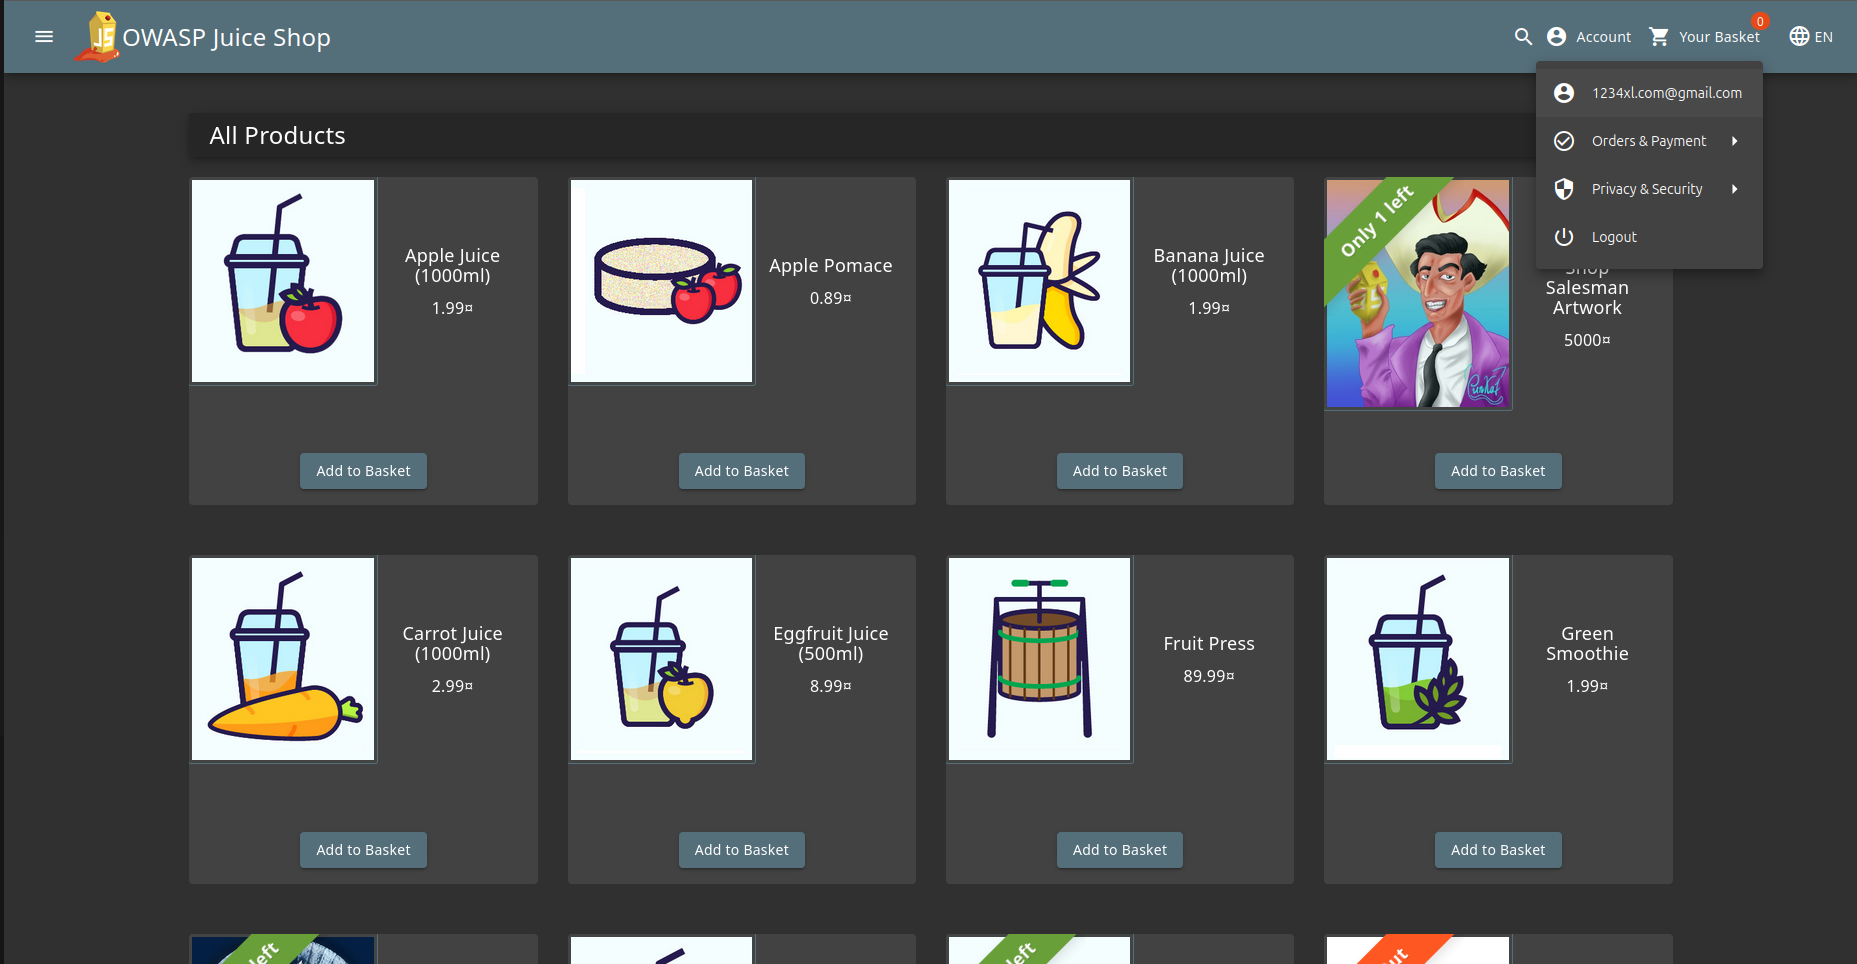 OWASP Juice Shop
Account
Your Basket
0
EN
1234xl.com@gmail.com
Orders & Payment
Privacy & Security
Logout
All Products
Apple Juice
(1000ml)
1.99¤
Add to Basket
Apple Pomace
0.89¤
Add to Basket
Banana Juice
(1000ml)
1.99¤
Add to Basket
Only 1 left
Shop
Salesman
Artwork
5000¤
Add to Basket
Carrot Juice
(1000ml)
2.99¤
Add to Basket
Eggfruit Juice
(500ml)
8.99¤
Add to Basket
Fruit Press
89.99¤
Add to Basket
Green
Smoothie
1.99¤
Add to Basket
left
left